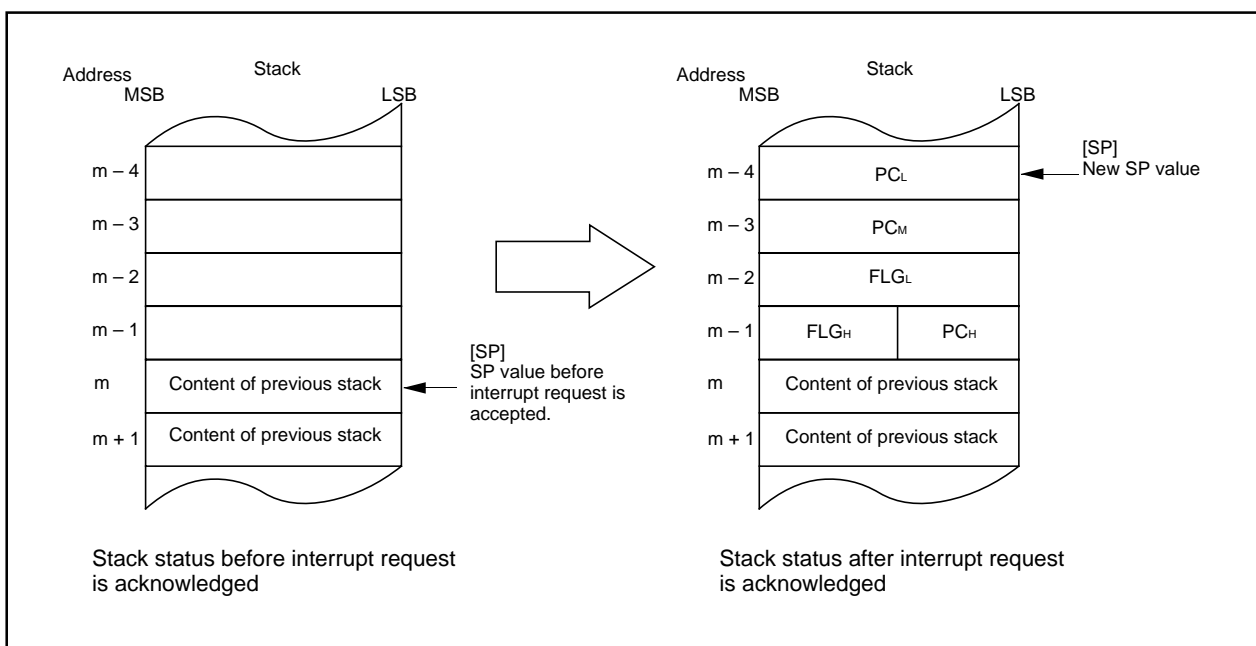 Address
Stack
MSB
LSB
m – 4
m – 3
m – 2
m – 1
m
Content of previous stack
m + 1
Content of previous stack
[SP]
SP value before
interrupt request is
accepted.
Stack status before interrupt request
is acknowledged
Address
Stack
MSB
LSB
m – 4
PCL
[SP]
New SP value
m – 3
PCM
m – 2
FLGL
m – 1
FLGH
PCH
m
Content of previous stack
m + 1
Content of previous stack
Stack status after interrupt request
is acknowledged